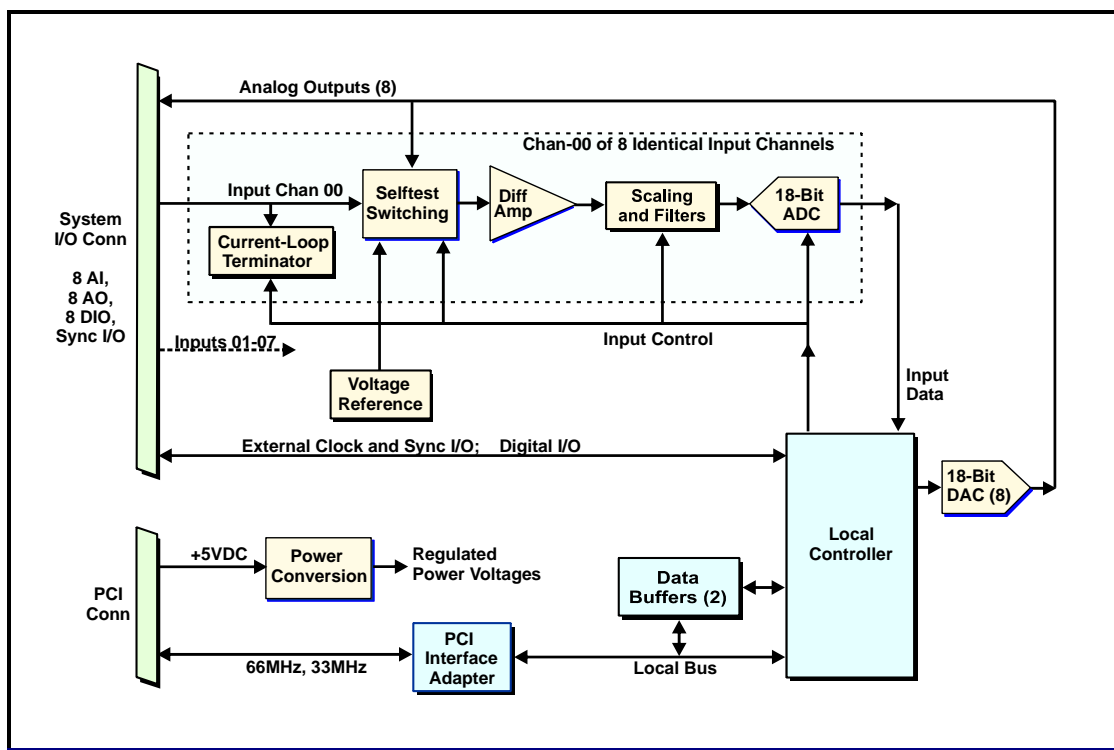 Analog Outputs (8)
Chan-00 of 8 Identical Input Channels
Input Chan 00
Selftest
Switching
Diff
Amp
Scaling
and Filters
18-Bit
ADC
System
I/O Conn
8 AI,
8 AO,
8 DIO,
Sync I/O
Current-Loop
Terminator
Inputs 01-07
Input Control
Voltage
Reference
Input
Data
External Clock and Sync I/O; Digital I/O
18-Bit
DAC (8)
Local
Controller
PCI
Conn
+5VDC
Power
Conversion
Regulated
Power Voltages
Data
Buffers (2)
66MHz, 33MHz
PCI
Interface
Adapter
Local Bus